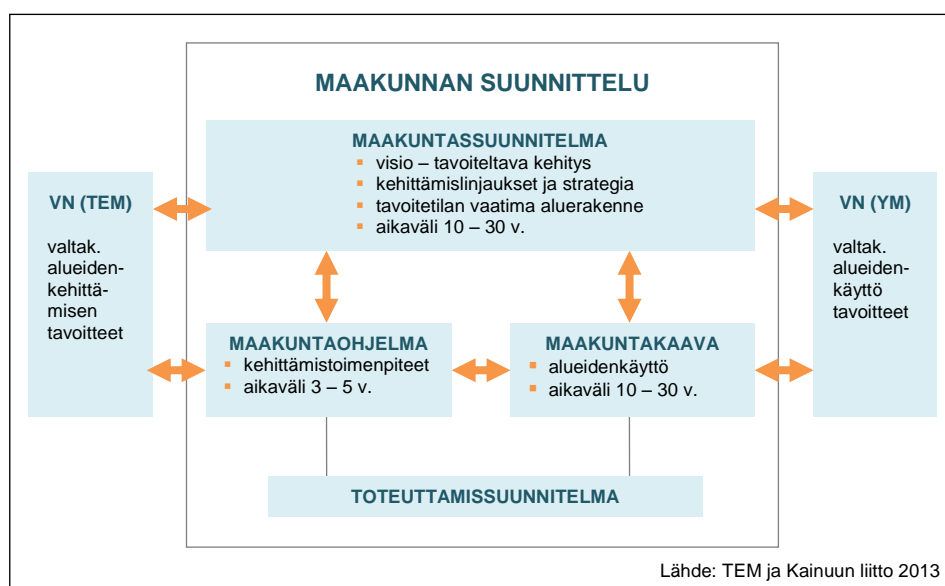 MAAKUNNAN SUUNNITTELU
MAAKUNTASSUUNITELMA
▪ visio – tavoiteltava kehitys
▪ kehittämislinjaukset ja strategia
▪ tavoitetilan vaatima aluerakenne
▪ aikaväli 10 – 30 v.
VN (TEM)
valtak.
alueiden-
kehittä-
misen
tavoitteet
VN (YM)
valtak.
alueiden-
käyttö
tavoitteet
MAAKUNTAOHJELMA
▪ kehittämistoimenpiteet
▪ aikaväli 3 – 5 v.
MAAKUNTAKAAVA
▪ alueidenkäyttö
▪ aikaväli 10 – 30 v.
TOTEUTTAMISSUUNITELMA
Lähde: TEM ja Kainuun liitto 2013